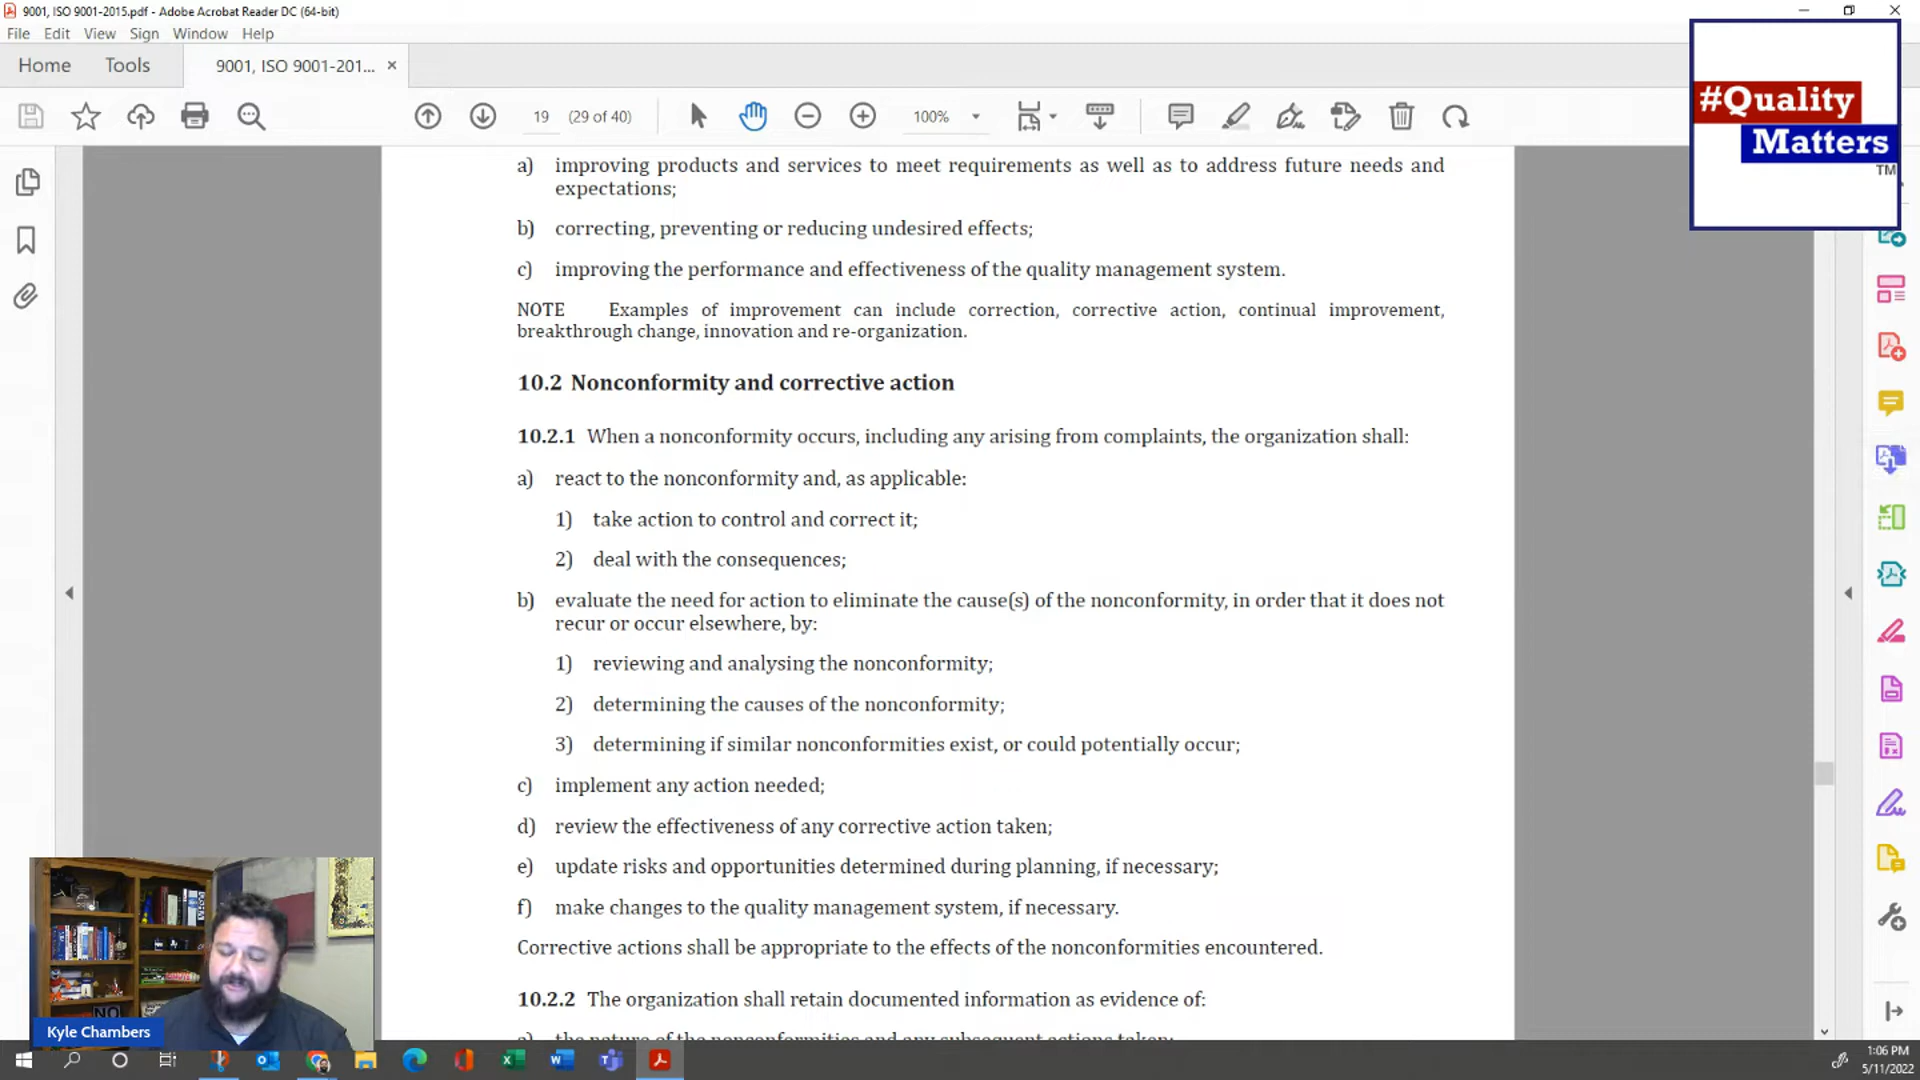 9001, ISO 9001-2015.pdf - Adobe Acrobat Reader DC (64-bit)
File Edit View Sign Window Help
Home Tools 9001, ISO 9001-201... ×
19 (29 of 40) 100%
#Quality
Matters
TM
a) improving products and services to meet requirements as well as to address future needs and
expectations;
b) correcting, preventing or reducing undesired effects;
c) improving the performance and effectiveness of the quality management system.
NOTE Examples of improvement can include correction, corrective action, continual improvement,
breakthrough change, innovation and re-organization.
10.2 Nonconformity and corrective action
10.2.1 When a nonconformity occurs, including any arising from complaints, the organization shall:
a) react to the nonconformity and, as applicable:
1) take action to control and correct it;
2) deal with the consequences;
b) evaluate the need for action to eliminate the cause(s) of the nonconformity, in order that it does not
recur or occur elsewhere, by:
1) reviewing and analysing the nonconformity;
2) determining the causes of the nonconformity;
3) determining if similar nonconformities exist, or could potentially occur;
c) implement any action needed;
d) review the effectiveness of any corrective action taken;
e) update risks and opportunities determined during planning, if necessary;
f) make changes to the quality management system, if necessary.
Corrective actions shall be appropriate to the effects of the nonconformities encountered.
10.2.2 The organization shall retain documented information as evidence of:
a) the nature of the nonconformities and any subsequent actions taken;
NO
Kyle Chambers
1:06 PM
5/11/2022